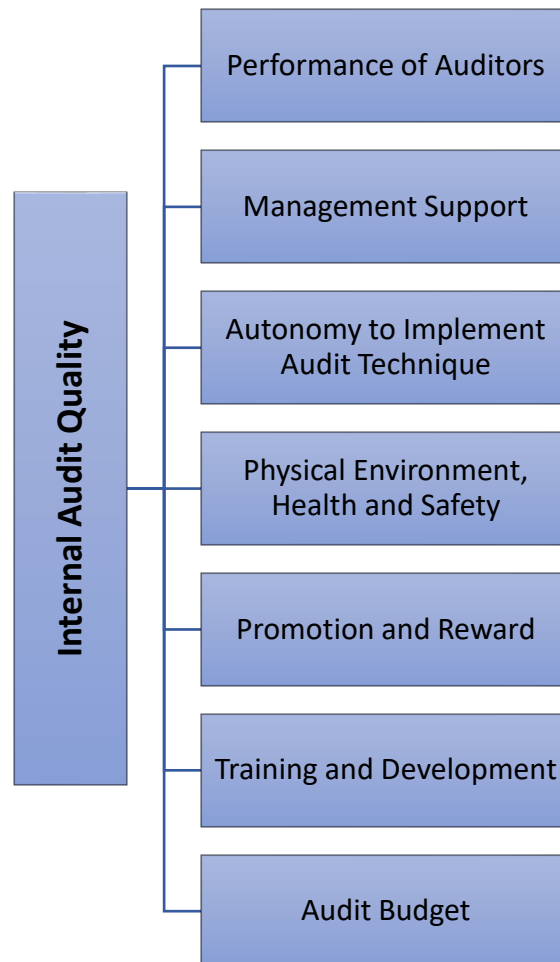 Internal Audit Quality
Performance of Auditors
Management Support
Autonomy to Implement
Audit Technique
Physical Environment,
Health and Safety
Promotion and Reward
Training and Development
Audit Budget